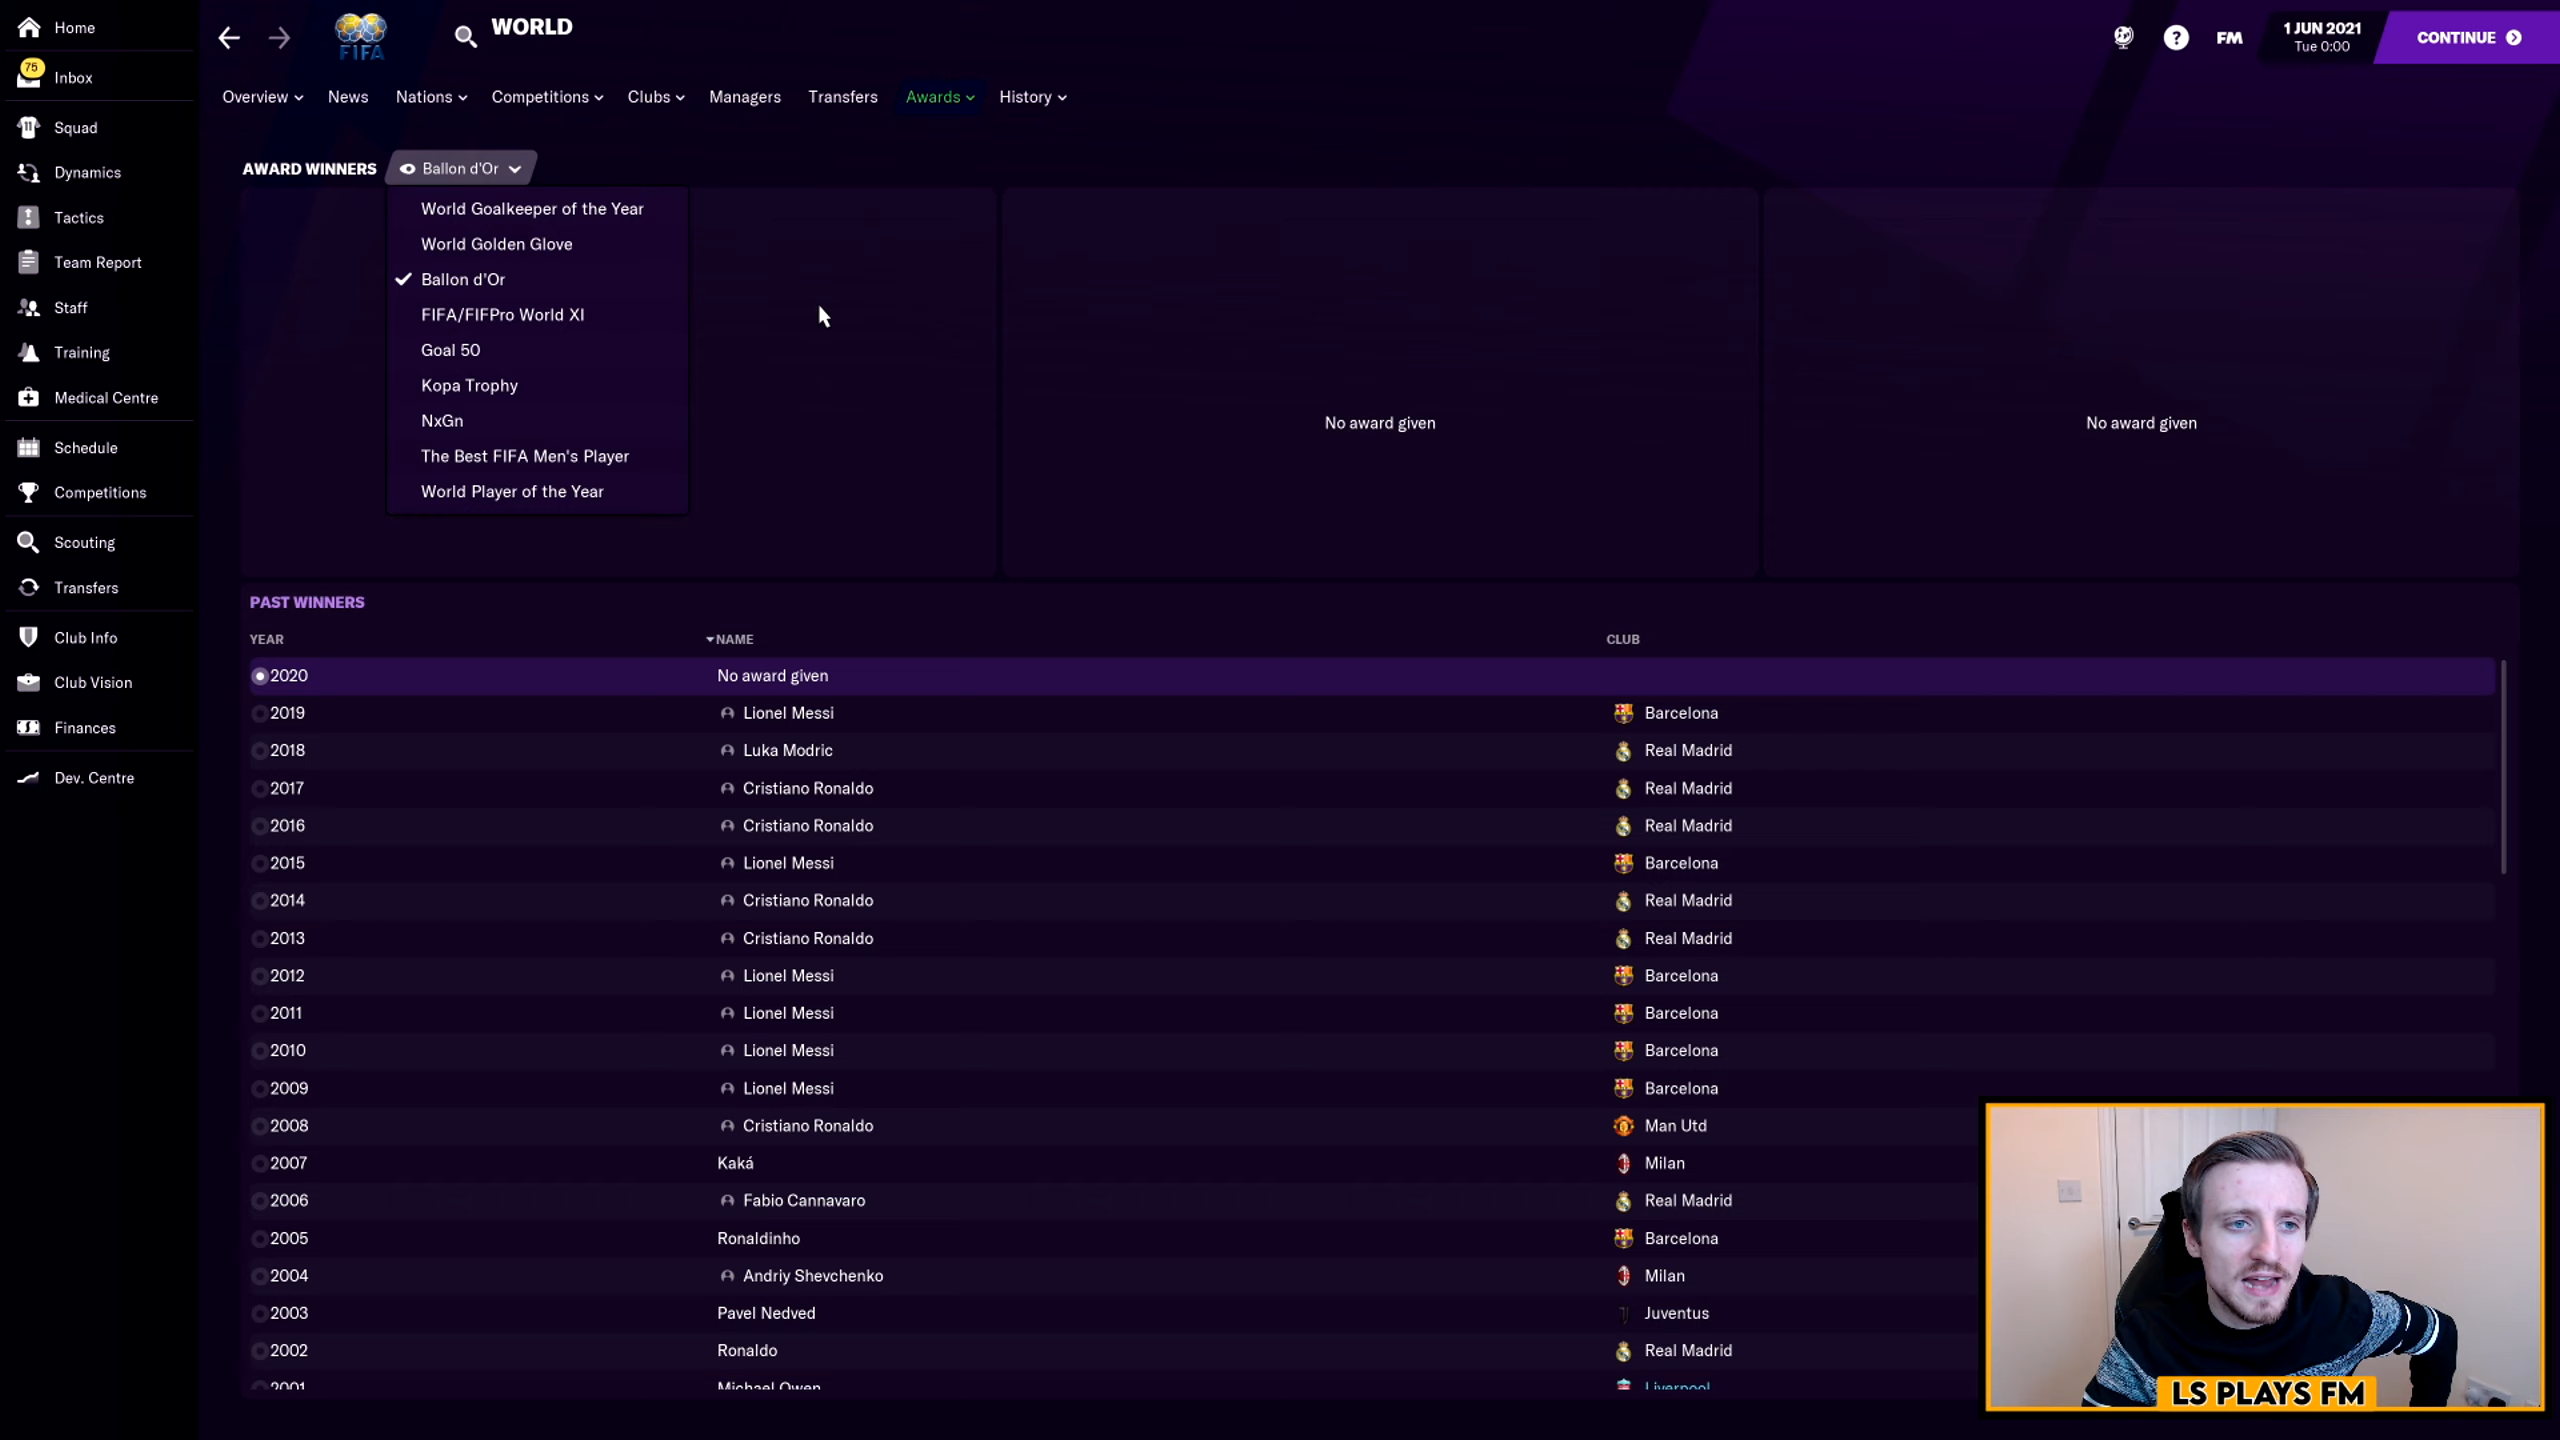 Home
75
Inbox
Squad
Dynamics
Tactics
Team Report
Staff
Training
Medical Centre
Schedule
Competitions
Scouting
Transfers
Club Info
Club Vision
Finances
Dev. Centre
FIFA
WORLD
FM
1 JUN 2021
Tue 0:00
CONTINUE
Overview News Nations Competitions Clubs Managers Transfers Awards History
AWARD WINNERS Ballon d'Or
World Goalkeeper of the Year
World Golden Glove
Ballon d'Or
FIFA/FIFPro World XI
Goal 50
Kopa Trophy
NxGn
The Best FIFA Men's Player
World Player of the Year
No award given
No award given
PAST WINNERS
YEAR NAME CLUB
2020 No award given
2019 Lionel Messi Barcelona
2018 Luka Modric Real Madrid
2017 Cristiano Ronaldo Real Madrid
2016 Cristiano Ronaldo Real Madrid
2015 Lionel Messi Barcelona
2014 Cristiano Ronaldo Real Madrid
2013 Cristiano Ronaldo Real Madrid
2012 Lionel Messi Barcelona
2011 Lionel Messi Barcelona
2010 Lionel Messi Barcelona
2009 Lionel Messi Barcelona
2008 Cristiano Ronaldo Man Utd
2007 Kaká Milan
2006 Fabio Cannavaro Real Madrid
2005 Ronaldinho Barcelona
2004 Andriy Shevchenko Milan
2003 Pavel Nedved Juventus
2002 Ronaldo Real Madrid
2001 Michael Owen Liverpool
LS PLAYS FM